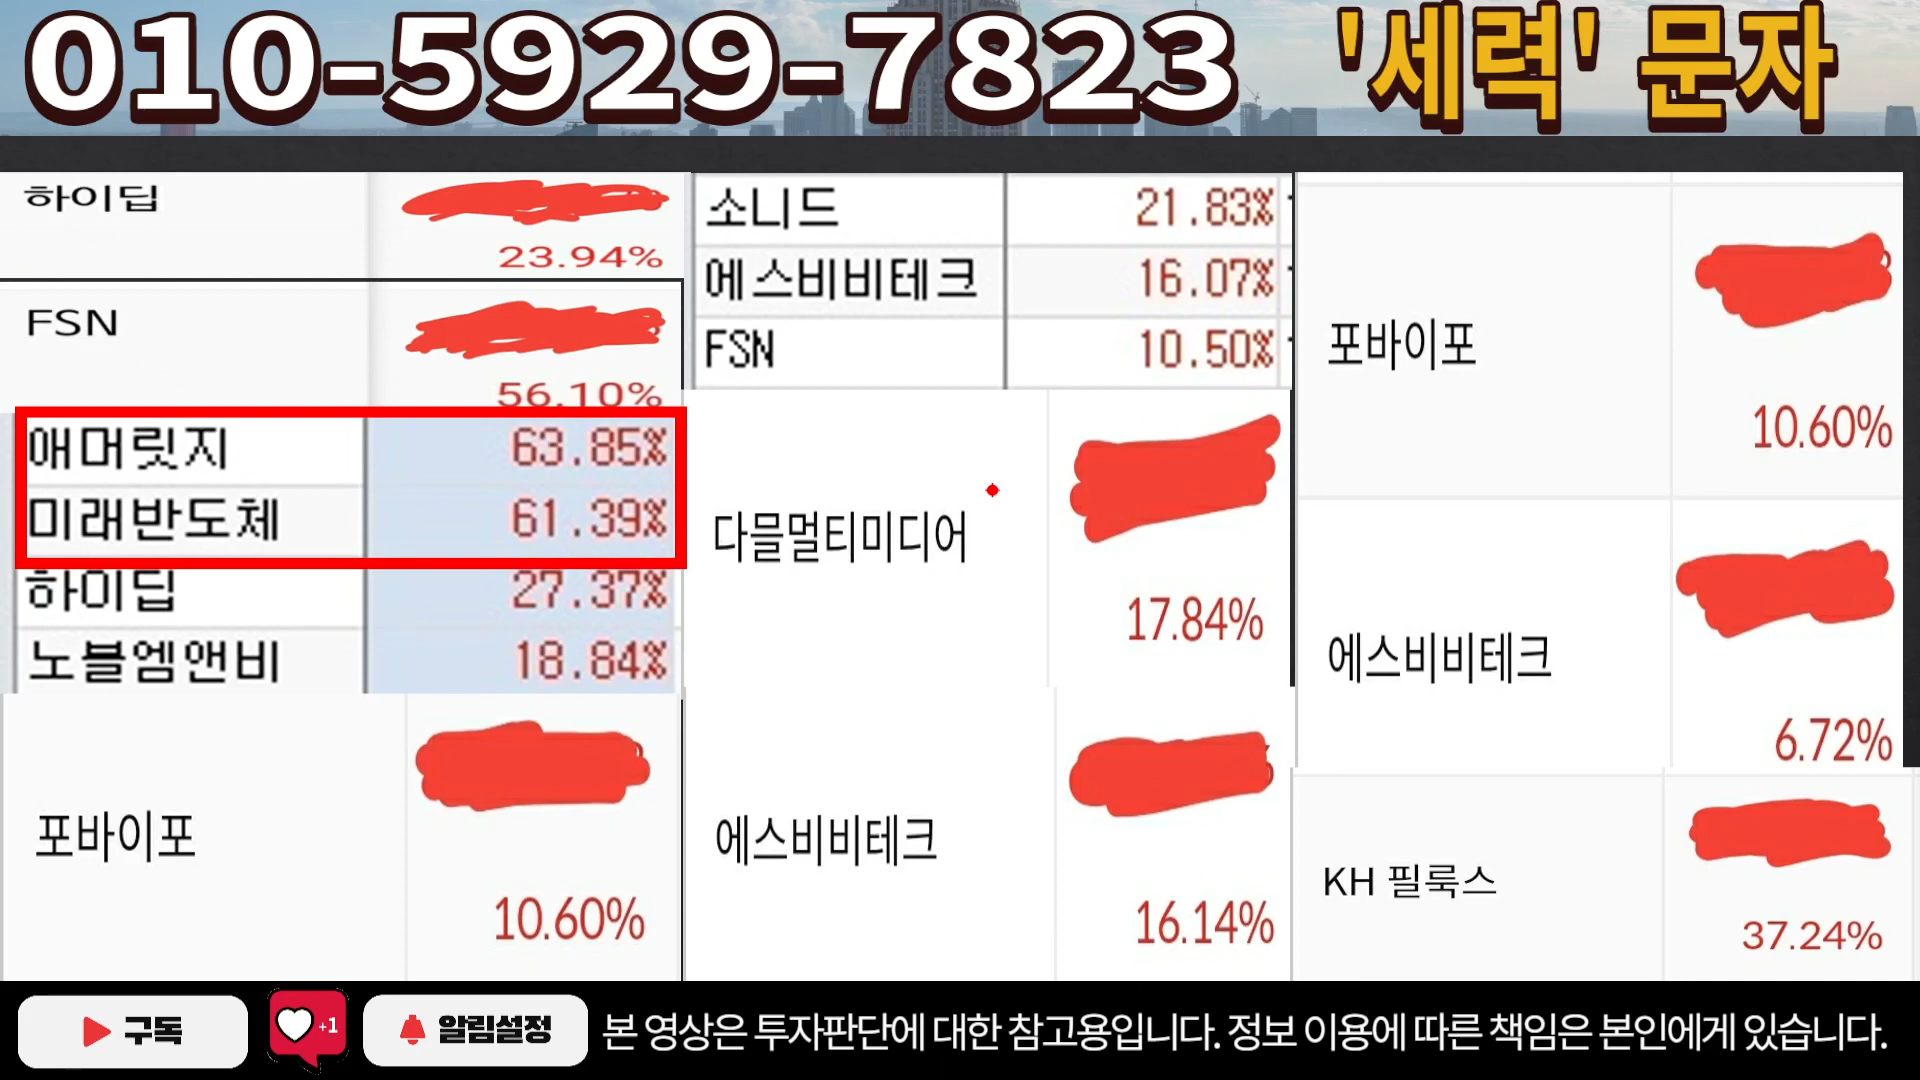 010-5929-7823 '세력' 문자
하이딥
23.94%
FSN
56.10%
애머릿지 63.85%
미래반도체 61.39%
하이딥 27.37%
노블엠앤비 18.84%
포바이포
10.60%
소니드 21.83%
에스비비테크 16.07%
FSN 10.50%
다믈멀티미디어
17.84%
에스비비테크
16.14%
포바이포
10.60%
에스비비테크
6.72%
KH 필룩스
37.24%
구독 +1 알림설정 본 영상은 투자판단에 대한 참고용입니다. 정보 이용에 따른 책임은 본인에게 있습니다.